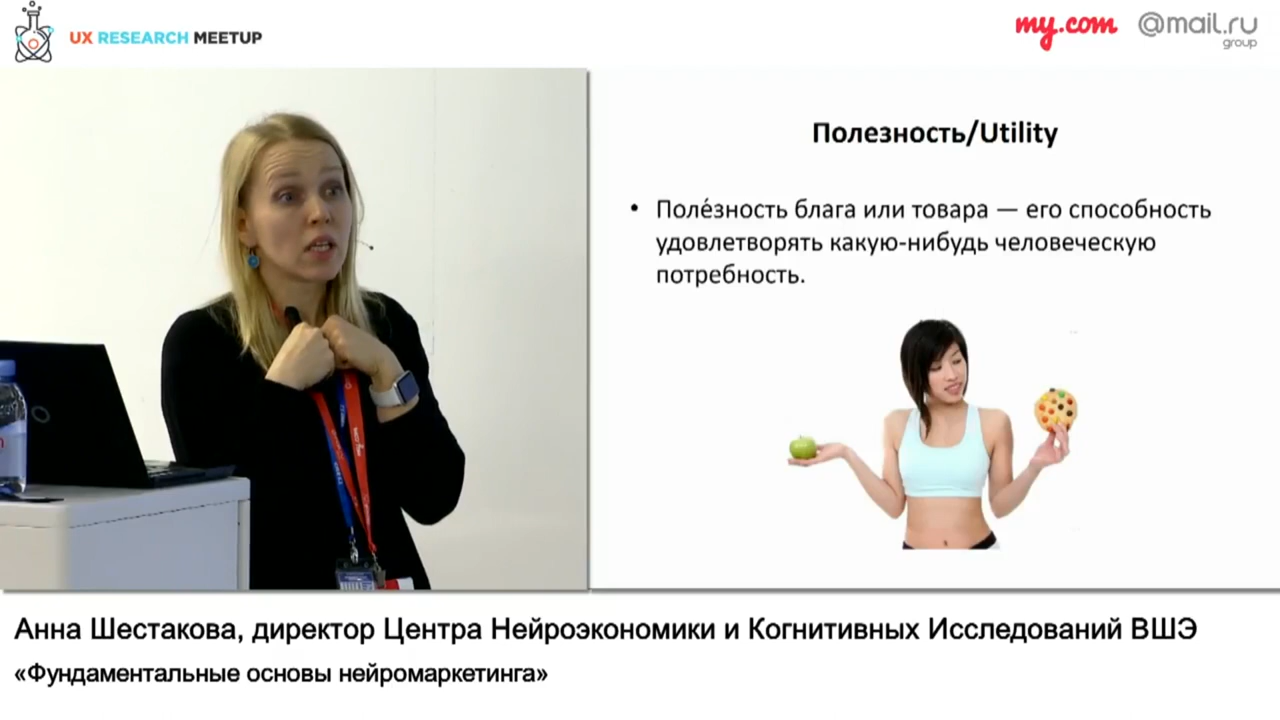 UX RESEARCH MEETUP
my.com @mail.ru
group
Полезность/Utility
• Поле́зность блага или товара — его способность
удовлетворять какую-нибудь человеческую
потребность.
Анна Шестакова, директор Центра Нейроэкономики и Когнитивных Исследований ВШЭ
«Фундаментальные основы нейромаркетинга»